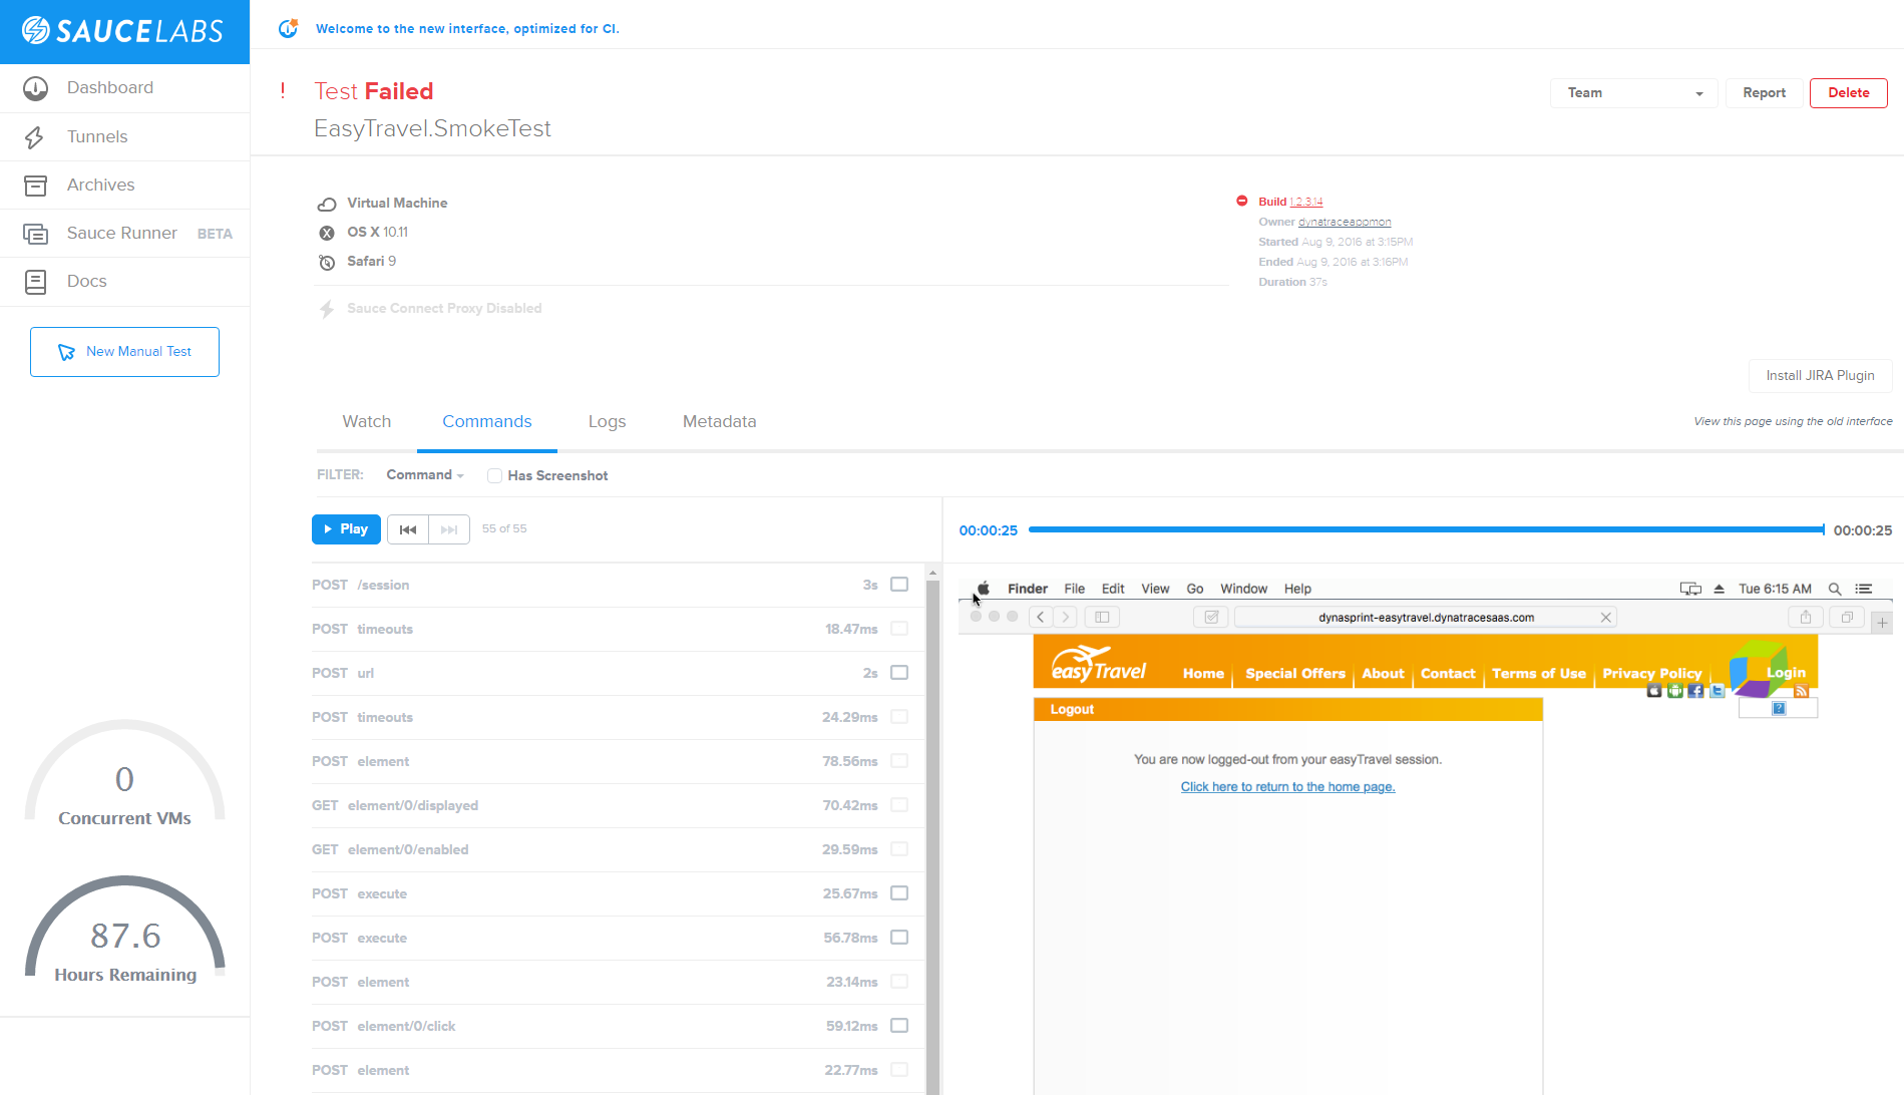 SAUCELABS
Welcome to the new interface, optimized for CI.
Dashboard
Tunnels
Archives
Sauce Runner BETA
Docs
New Manual Test
0
Concurrent VMs
87.6
Hours Remaining
! Test Failed
EasyTravel.SmokeTest
Team
Report
Delete
Virtual Machine
OS X 10.11
Safari 9
Sauce Connect Proxy Disabled
Build 1.2.3.14
Owner dynatraceappmon
Started Aug 9, 2016 at 3:15PM
Ended Aug 9, 2016 at 3:16PM
Duration 37s
Install JIRA Plugin
Watch Commands Logs Metadata
View this page using the old interface
FILTER: Command Has Screenshot
Play 55 of 55
00:00:25 00:00:25
POST /session 3s
POST timeouts 18.47ms
POST url 2s
POST timeouts 24.29ms
POST element 78.56ms
GET element/0/displayed 70.42ms
GET element/0/enabled 29.59ms
POST execute 25.67ms
POST execute 56.78ms
POST element 23.14ms
POST element/0/click 59.12ms
POST element 22.77ms
Finder File Edit View Go Window Help Tue 6:15 AM
dynasprint-easytravel.dynatracesaas.com
easyTravel Home Special Offers About Contact Terms of Use Privacy Policy Login
Logout
You are now logged-out from your easyTravel session.
Click here to return to the home page.